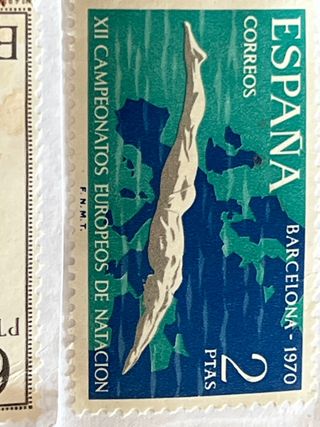 ESPAÑA
CORREOS
BARCELONA - 1970
2
PTAS
XII CAMPEONATOS EUROPEOS DE NATACION
F.N.M.T.